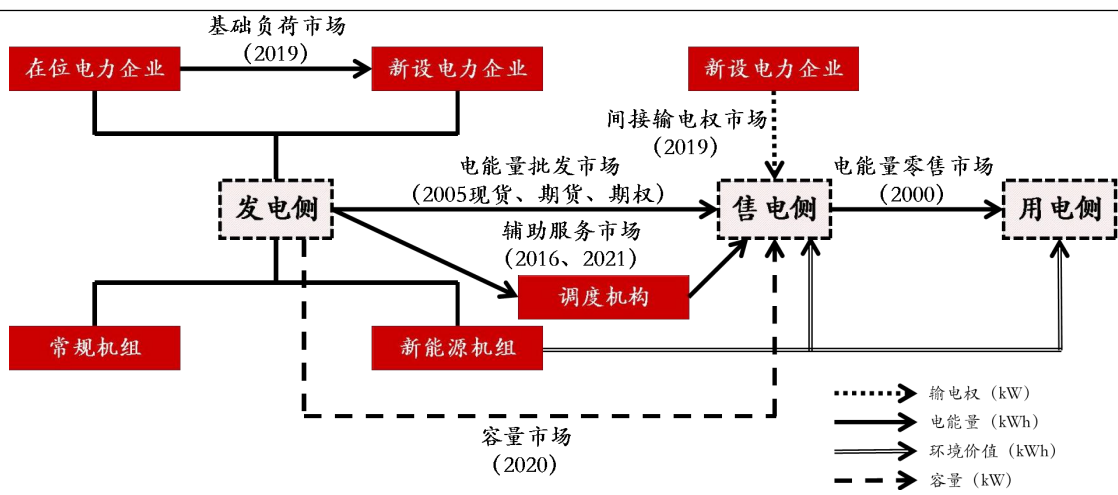 基础负荷市场
(2019)
在位电力企业
新设电力企业
新设电力企业
间接输电权市场
(2019)
电能量批发市场
(2005现货、期货、期权)
电能量零售市场
(2000)
发电侧
售电侧
用电侧
辅助服务市场
(2016、2021)
调度机构
常规机组
新能源机组
容量市场
(2020)
输电权（kW）
电能量（kWh）
环境价值（kWh）
容量（kW）